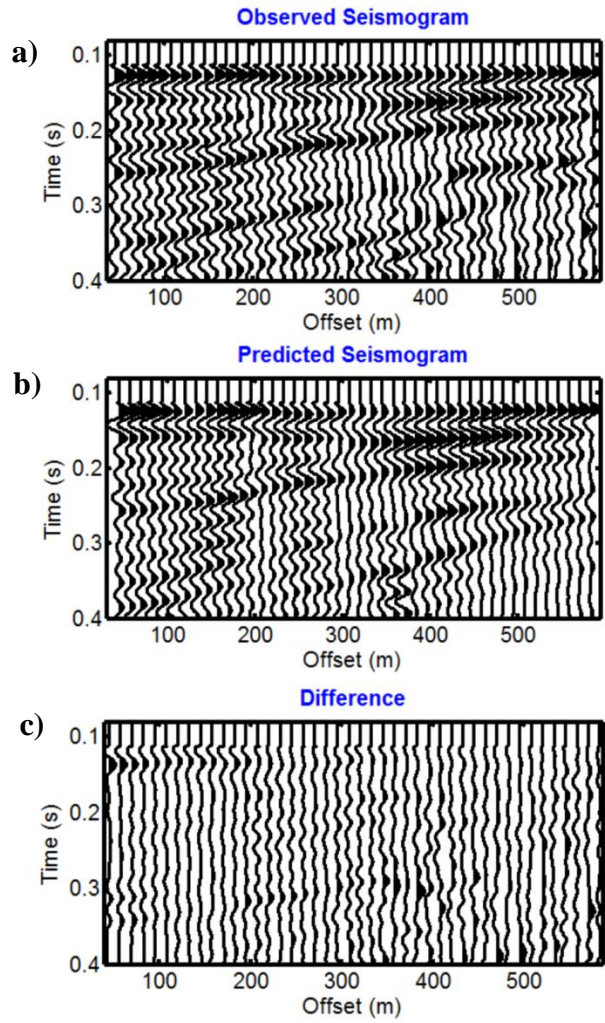 Observed Seismogram
a)
0.1
0.2
0.3
0.4
Time (s)
100 200 300 400 500
Offset (m)
Predicted Seismogram
b)
0.1
0.2
0.3
0.4
Time (s)
100 200 300 400 500
Offset (m)
Difference
c)
0.1
0.2
0.3
0.4
Time (s)
100 200 300 400 500
Offset (m)